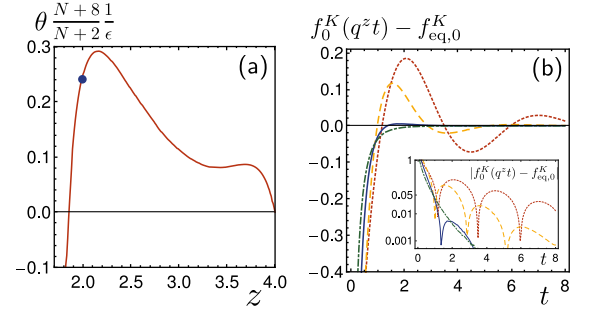 θ (N + 8)/(N + 2) 1/ϵ
f_0^K(q^z t) − f_{eq,0}^K
0.3
0.2
0.1
0.0
−0.1
(a)
2.0 2.5 3.0 3.5 4.0
z
0.2
0.1
0.0
−0.1
−0.2
−0.3
−0.4
(b)
1
0.05
0.01
0.001
|f_0^K(q^z t) − f_{eq,0}^K
0 2 4 6 8
t
0 2 4 6 8
t